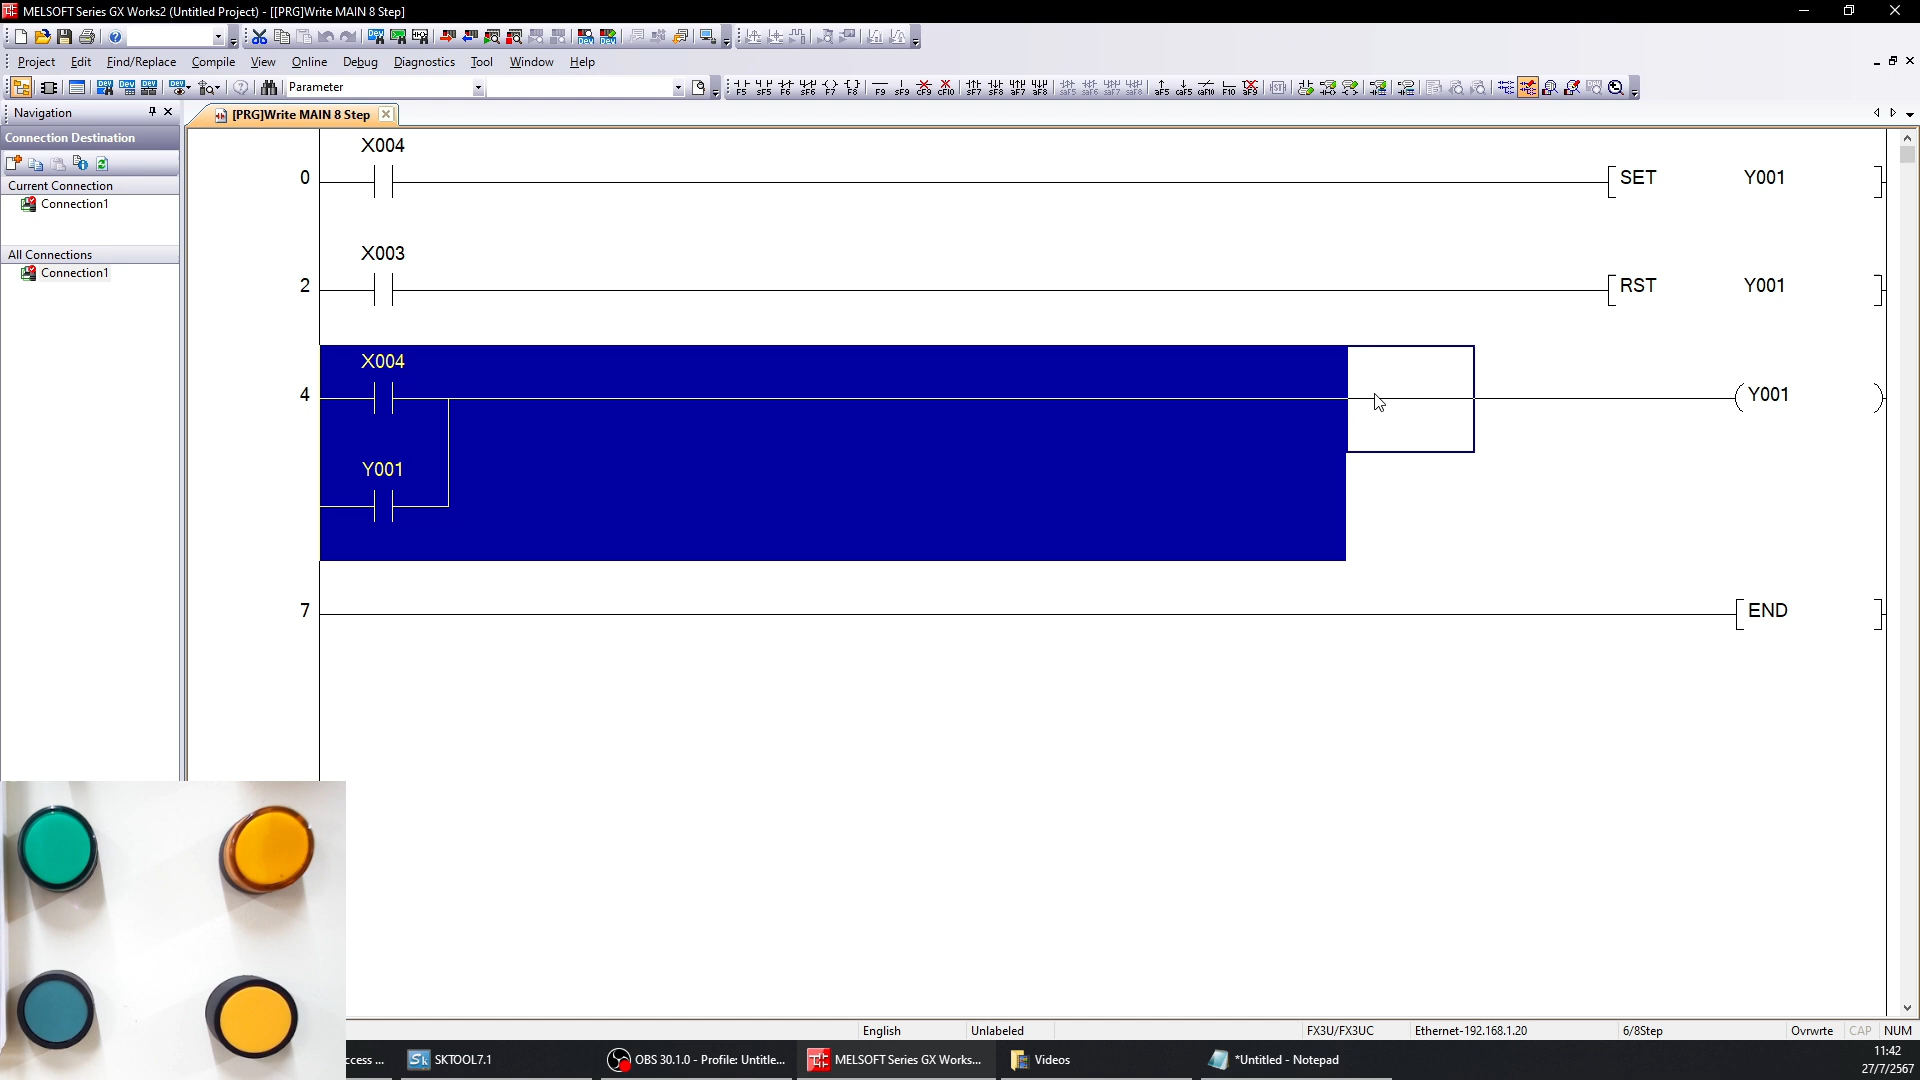 MELSOFT Series GX Works2 (Untitled Project) - [[PRG]Write MAIN 8 Step]
Project Edit Find/Replace Compile View Online Debug Diagnostics Tool Window Help
Parameter
Navigation
[PRG]Write MAIN 8 Step
Connection Destination
Current Connection
Connection1
All Connections
Connection1
X004
0 SET Y001
X003
2 RST Y001
X004
4 Y001
Y001
7 END
English Unlabeled FX3U/FX3UC Ethernet-192.168.1.20 6/8Step Ovrwrte CAP NUM
ccess ... SKTOOL7.1 OBS 30.1.0 - Profile: Untitle... MELSOFT Series GX Works... Videos *Untitled - Notepad
11:42
27/7/2567